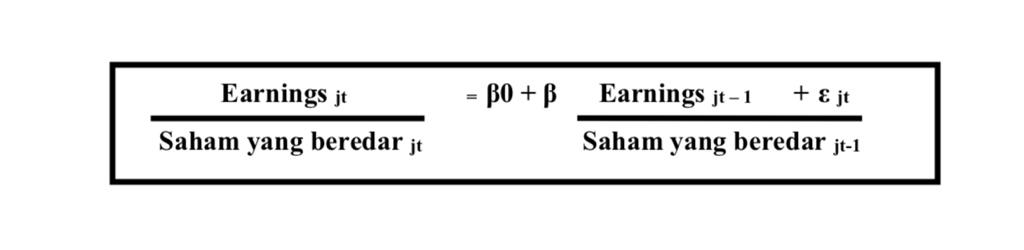 Earnings jt = β0 + β Earnings jt – 1 + ε jt
Saham yang beredar jt Saham yang beredar jt-1